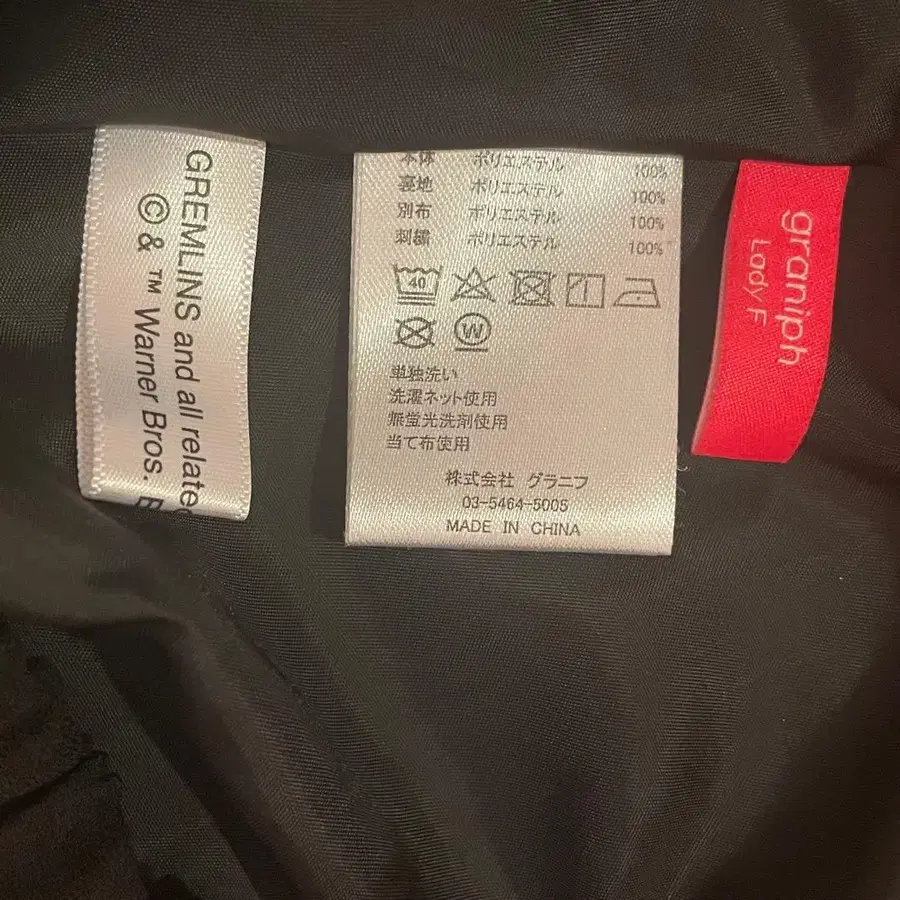 GREMLINS and all related
© & ™ Warner Bros. E
本体 ポリエステル 100%
裏地 ポリエステル 100%
別布 ポリエステル 100%
刺繍 ポリエステル 100%
40
W
単独洗い
洗濯ネット使用
無蛍光洗剤使用
当て布使用
株式会社 グラニフ
03-5464-5005
MADE IN CHINA
graniph
Lady F